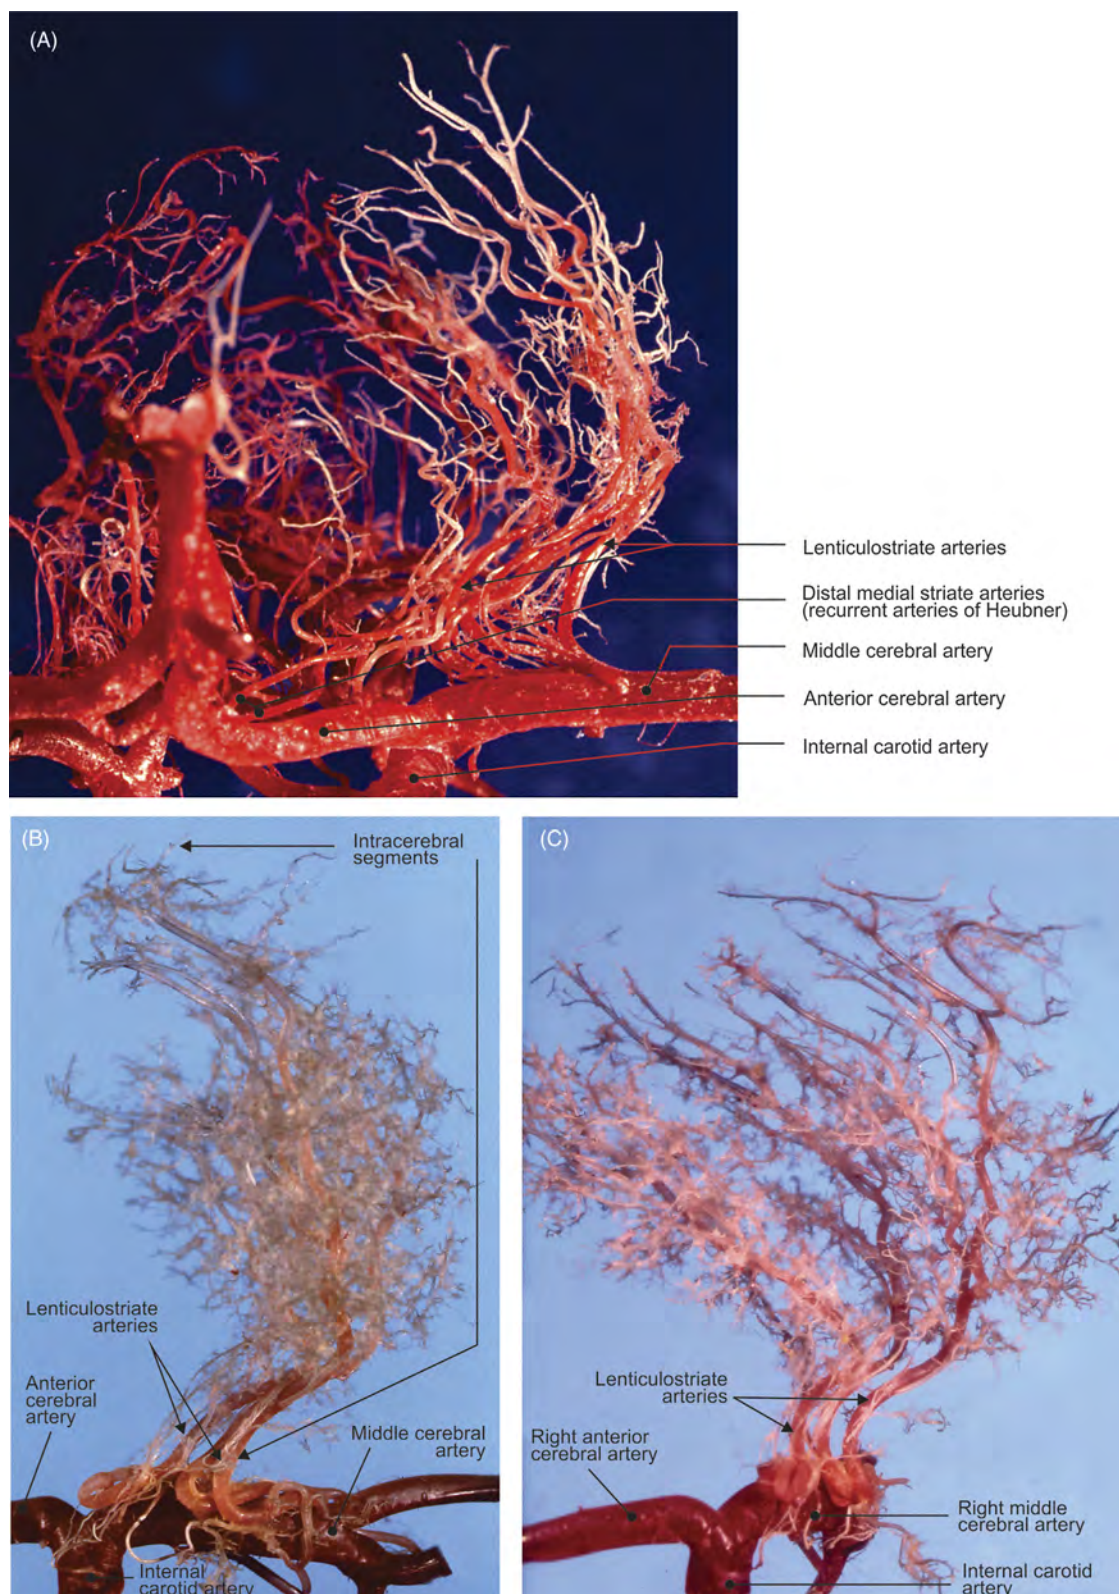 (A)
Lenticulostriate arteries
Distal medial striate arteries
(recurrent arteries of Heubner)
Middle cerebral artery
Anterior cerebral artery
Internal carotid artery
(B)
Intracerebral
segments
Lenticulostriate
arteries
Anterior
cerebral
artery
Middle cerebral
artery
Internal
carotid artery
(C)
Lenticulostriate
arteries
Right anterior
cerebral artery
Right middle
cerebral artery
Internal carotid
artery